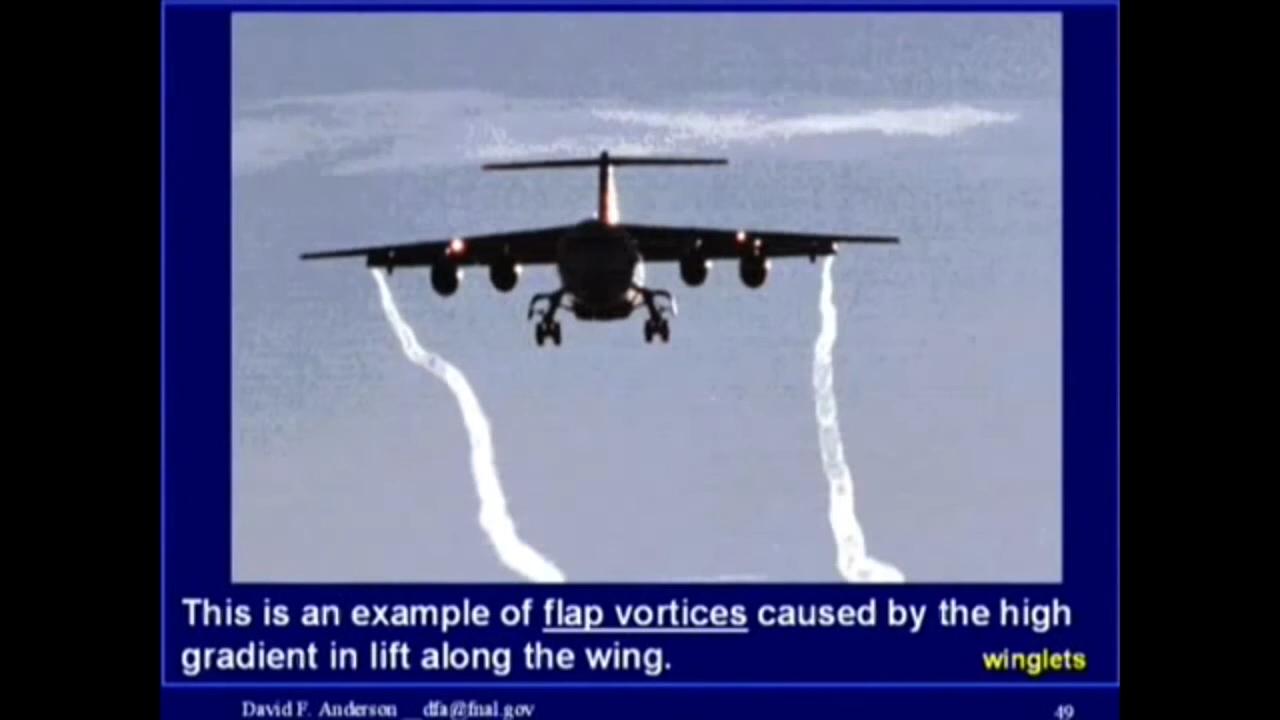 This is an example of flap vortices caused by the high
gradient in lift along the wing.
winglets
David F. Anderson __dfa@fnal.gov
49